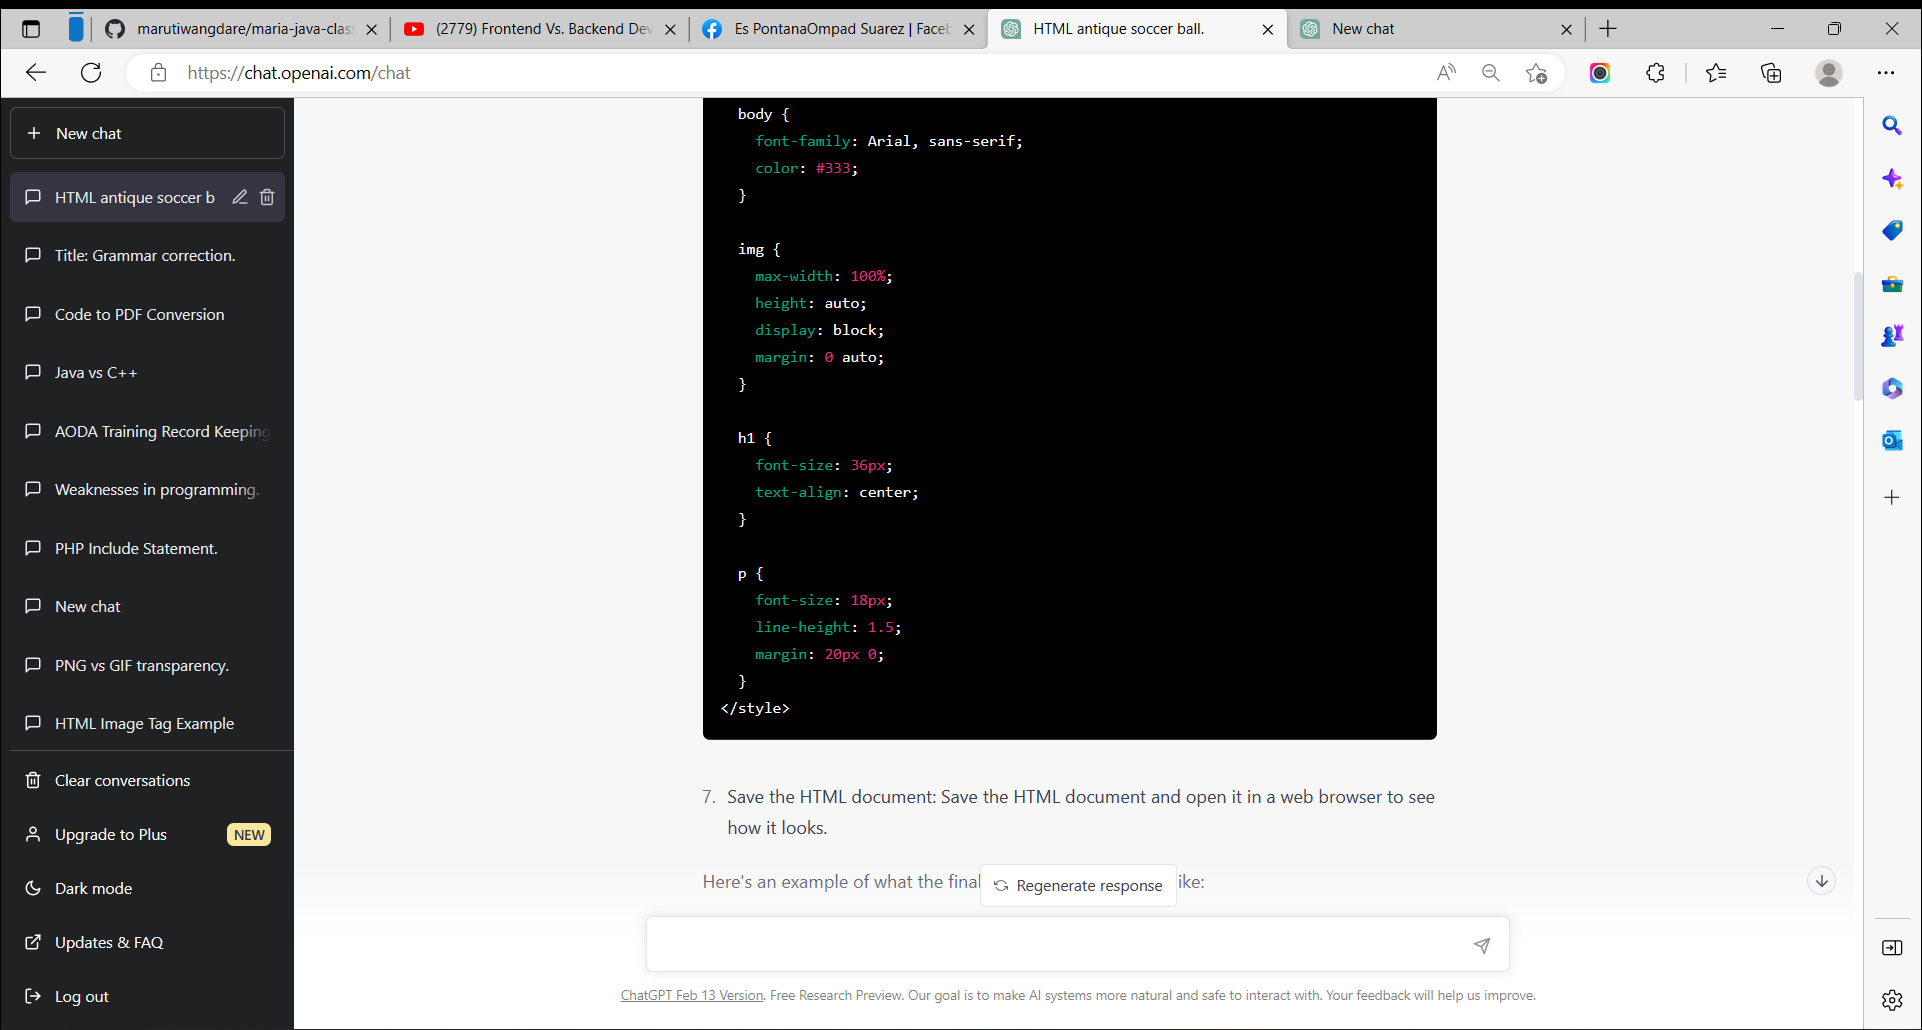 marutiwangdare/maria-java-clas
(2779) Frontend Vs. Backend Dev
Es PontanaOmpad Suarez | Faceb
HTML antique soccer ball.
New chat
https://chat.openai.com/chat
New chat
HTML antique soccer b
Title: Grammar correction.
Code to PDF Conversion
Java vs C++
AODA Training Record Keeping
Weaknesses in programming.
PHP Include Statement.
New chat
PNG vs GIF transparency.
HTML Image Tag Example
Clear conversations
Upgrade to Plus NEW
Dark mode
Updates & FAQ
Log out
body {
font-family: Arial, sans-serif;
color: #333;
}
img {
max-width: 100%;
height: auto;
display: block;
margin: 0 auto;
}
h1 {
font-size: 36px;
text-align: center;
}
p {
font-size: 18px;
line-height: 1.5;
margin: 20px 0;
}
</style>
7. Save the HTML document: Save the HTML document and open it in a web browser to see
how it looks.
Here's an example of what the final
ike:
Regenerate response
ChatGPT Feb 13 Version. Free Research Preview. Our goal is to make AI systems more natural and safe to interact with. Your feedback will help us improve.